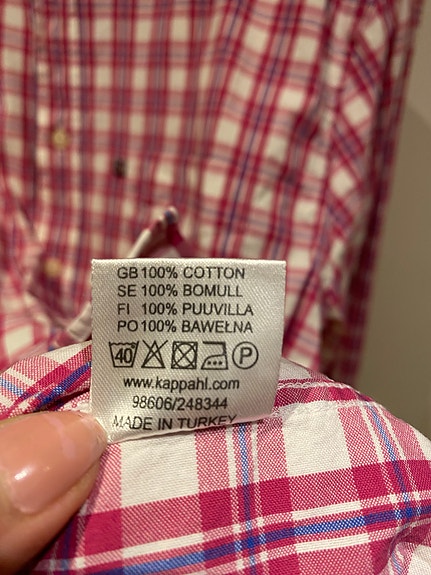 GB 100% COTTON
SE 100% BOMULL
FI 100% PUUVILLA
PO 100% BAWEŁNA
40 P
www.kappahl.com
98606/248344
MADE IN TURKEY